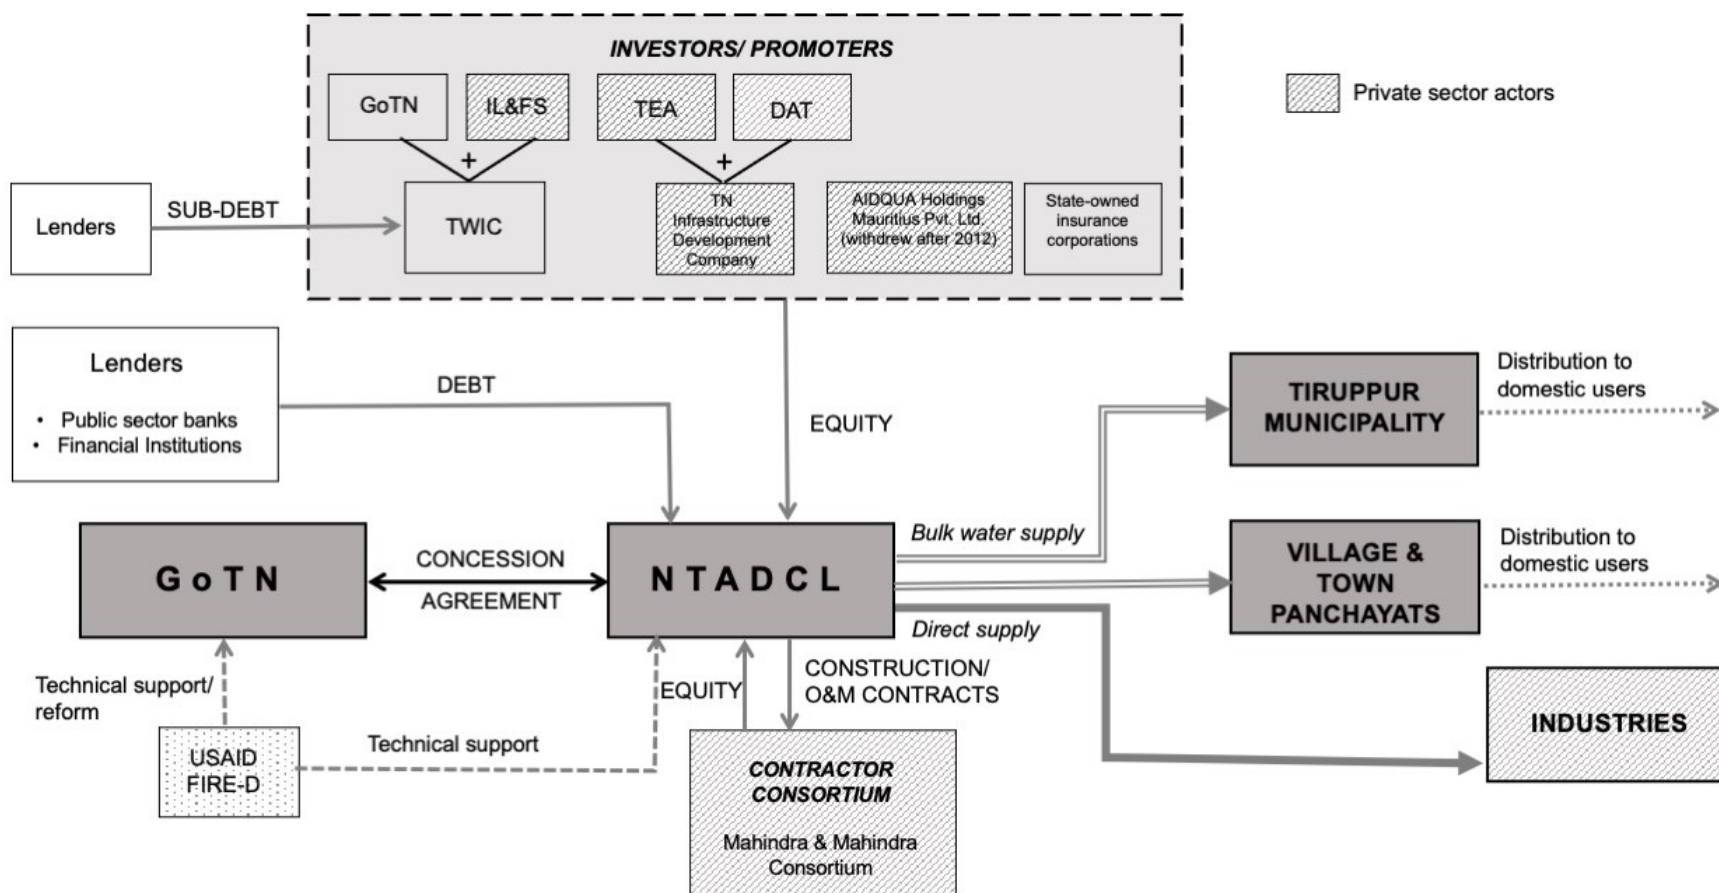 INVESTORS/ PROMOTERS
GoTN
IL&FS
TEA
DAT
Private sector actors
+
+
Lenders
SUB-DEBT
TWIC
TN
Infrastructure
Development
Company
AIDQUA Holdings
Mauritius Pvt. Ltd.
(withdrew after 2012)
State-owned
insurance
corporations
Lenders
• Public sector banks
• Financial Institutions
DEBT
EQUITY
TIRUPPUR
MUNICIPALITY
Distribution to
domestic users
GoTN
CONCESSION
AGREEMENT
NTADCL
Bulk water supply
VILLAGE &
TOWN
PANCHAYATS
Distribution to
domestic users
Direct supply
Technical support/
reform
USAID
FIRE-D
Technical support
EQUITY
CONSTRUCTION/
O&M CONTRACTS
INDUSTRIES
CONTRACTOR
CONSORTIUM
Mahindra & Mahindra
Consortium